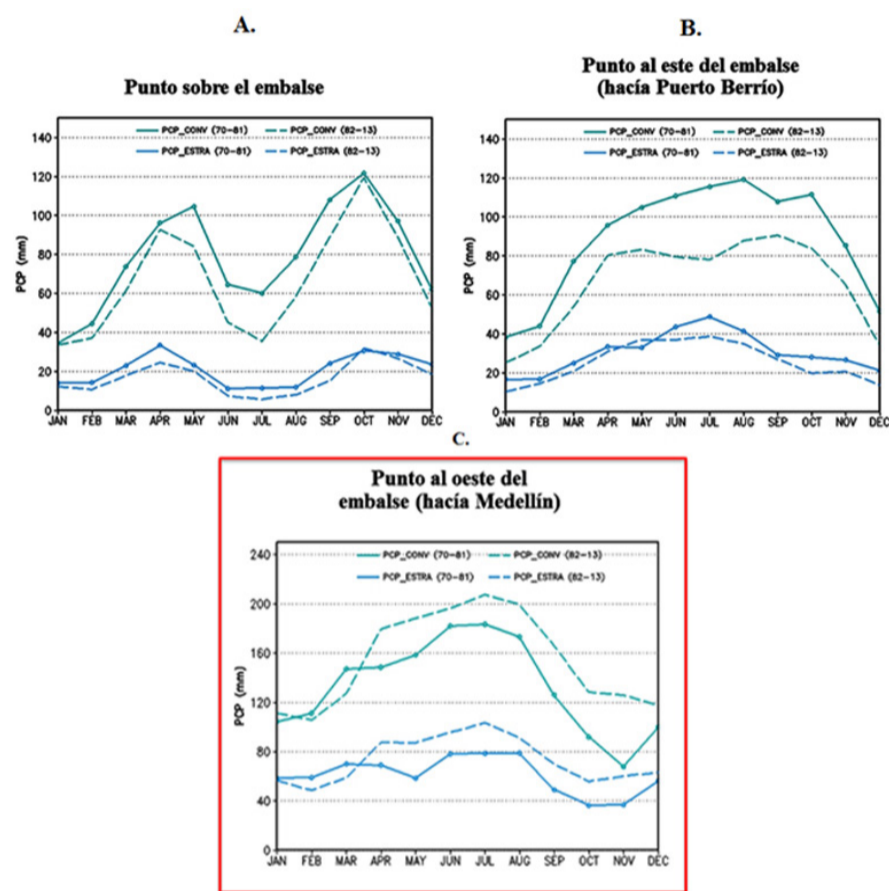 A.
Punto sobre el embalse
PCP_CONV (70-81) PCP_CONV (82-13)
PCP_ESTRA (70-81) PCP_ESTRA (82-13)
PCP (mm)
140
120
100
80
60
40
20
0
JAN FEB MAR APR MAY JUN JUL AUG SEP OCT NOV DEC
B.
Punto al este del embalse
(hacía Puerto Berrío)
PCP_CONV (70-81) PCP_CONV (82-13)
PCP_ESTRA (70-81) PCP_ESTRA (82-13)
PCP (mm)
140
120
100
80
60
40
20
0
JAN FEB MAR APR MAY JUN JUL AUG SEP OCT NOV DEC
C.
Punto al oeste del
embalse (hacía Medellín)
PCP_CONV (70-81) PCP_CONV (82-13)
PCP_ESTRA (70-81) PCP_ESTRA (82-13)
PCP (mm)
240
200
160
120
80
40
0
JAN FEB MAR APR MAY JUN JUL AUG SEP OCT NOV DEC